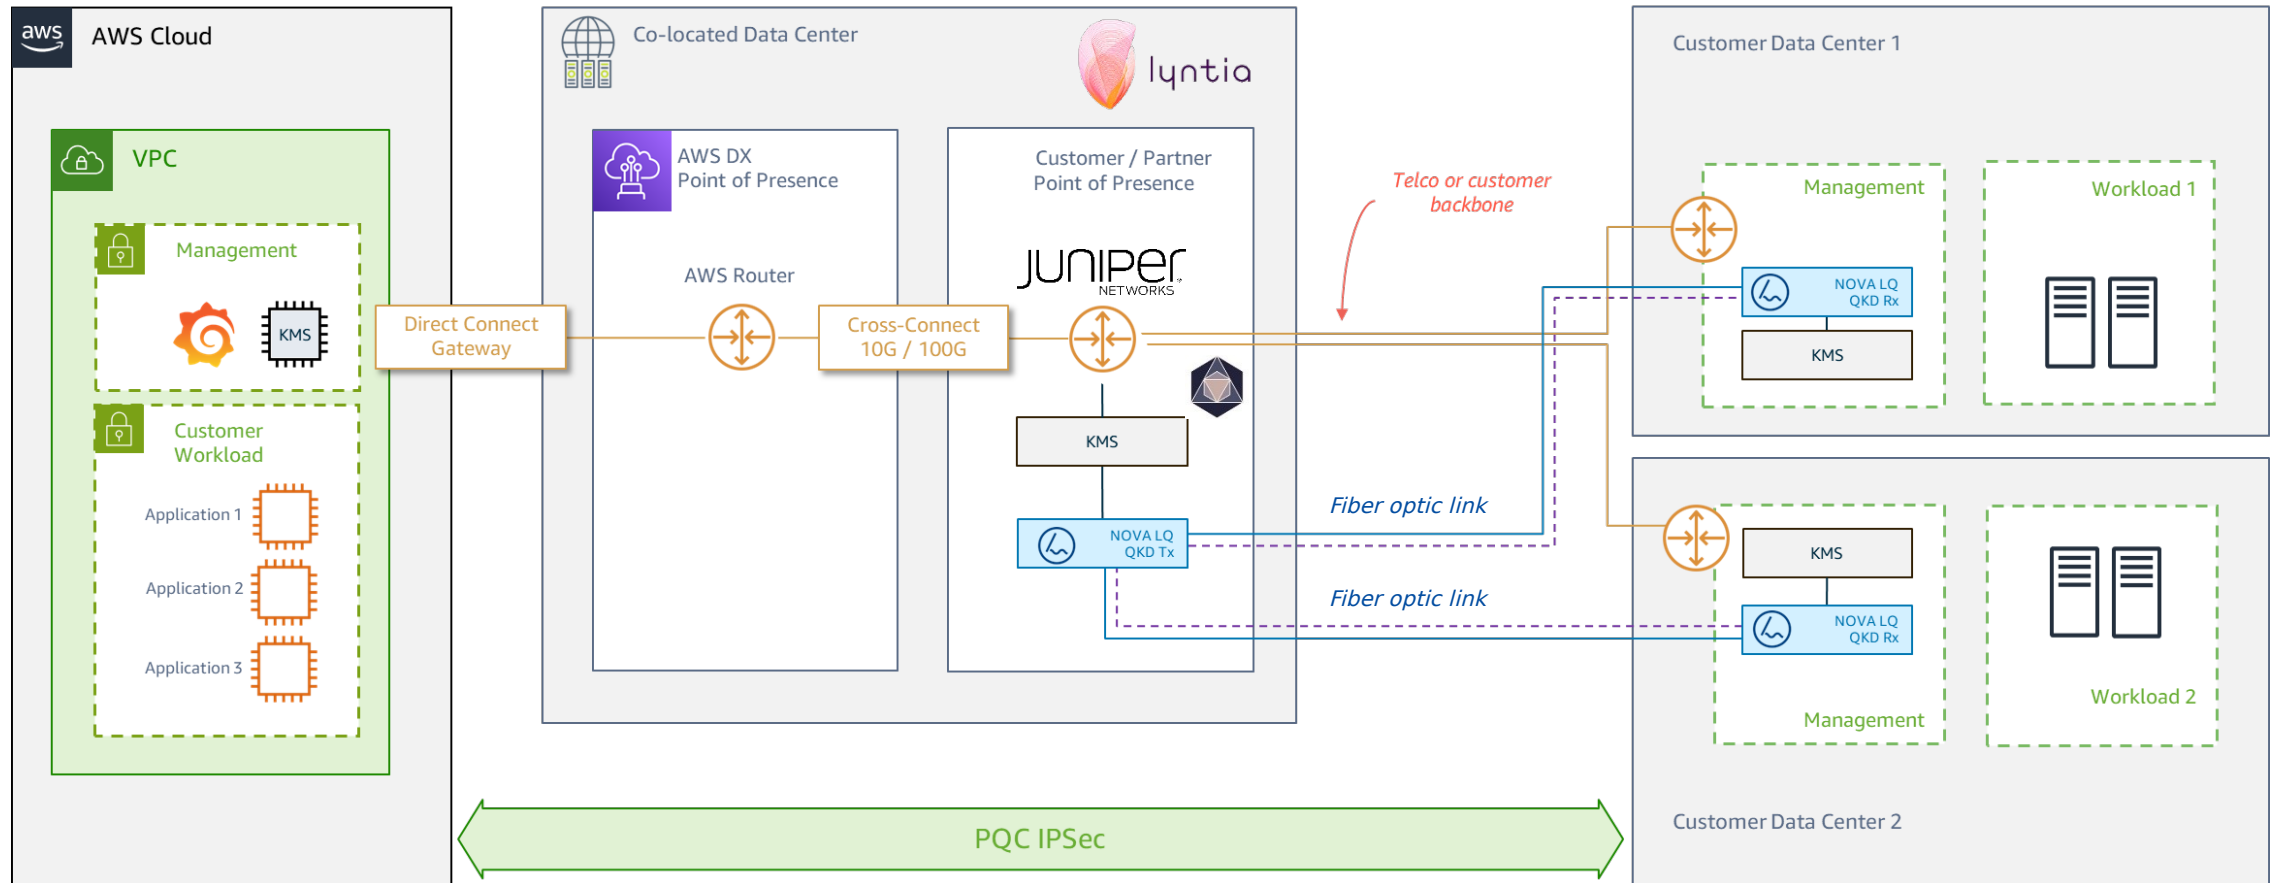 aws
AWS Cloud
VPC
Management
KMS
Customer
Workload
Application 1
Application 2
Application 3
Direct Connect
Gateway
Co-located Data Center
lyntia
AWS DX
Point of Presence
AWS Router
Cross-Connect
10G / 100G
Customer / Partner
Point of Presence
JUNIPER
NETWORKS
KMS
NOVA LQ
QKD Tx
Telco or customer
backbone
Fiber optic link
Fiber optic link
Customer Data Center 1
Management
NOVA LQ
QKD Rx
KMS
Workload 1
KMS
NOVA LQ
QKD Rx
Management
Workload 2
Customer Data Center 2
PQC IPSec